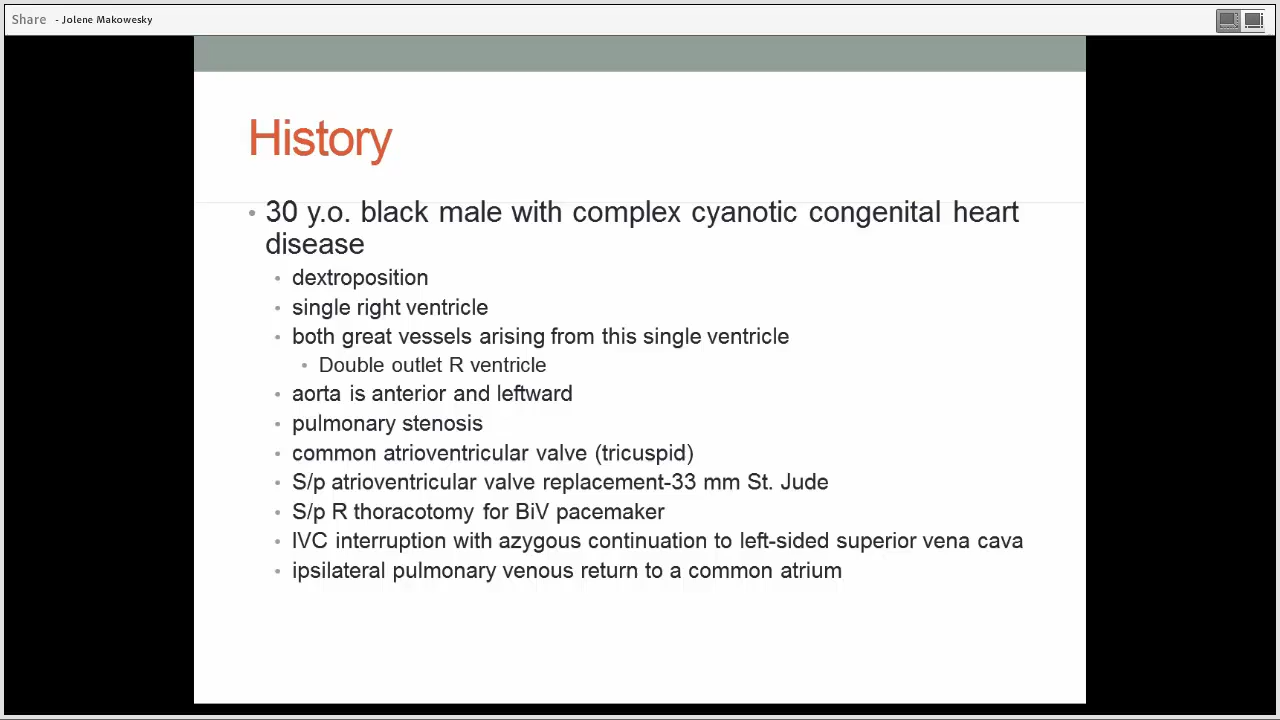 Share - Jolene Makowesky
History
• 30 y.o. black male with complex cyanotic congenital heart
disease
• dextroposition
• single right ventricle
• both great vessels arising from this single ventricle
• Double outlet R ventricle
• aorta is anterior and leftward
• pulmonary stenosis
• common atrioventricular valve (tricuspid)
• S/p atrioventricular valve replacement-33 mm St. Jude
• S/p R thoracotomy for BiV pacemaker
• IVC interruption with azygous continuation to left-sided superior vena cava
• ipsilateral pulmonary venous return to a common atrium